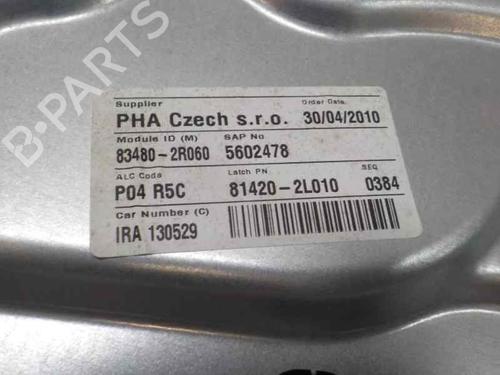 Supplier Order Date.
PHA Czech s.r.o. 30/04/2010
Module ID (M) SAP No
83480-2R060 5602478
ALC Code Latch PN SEQ
P04 R5C 81420-2L010 0384
Car Number (C)
IRA 130529